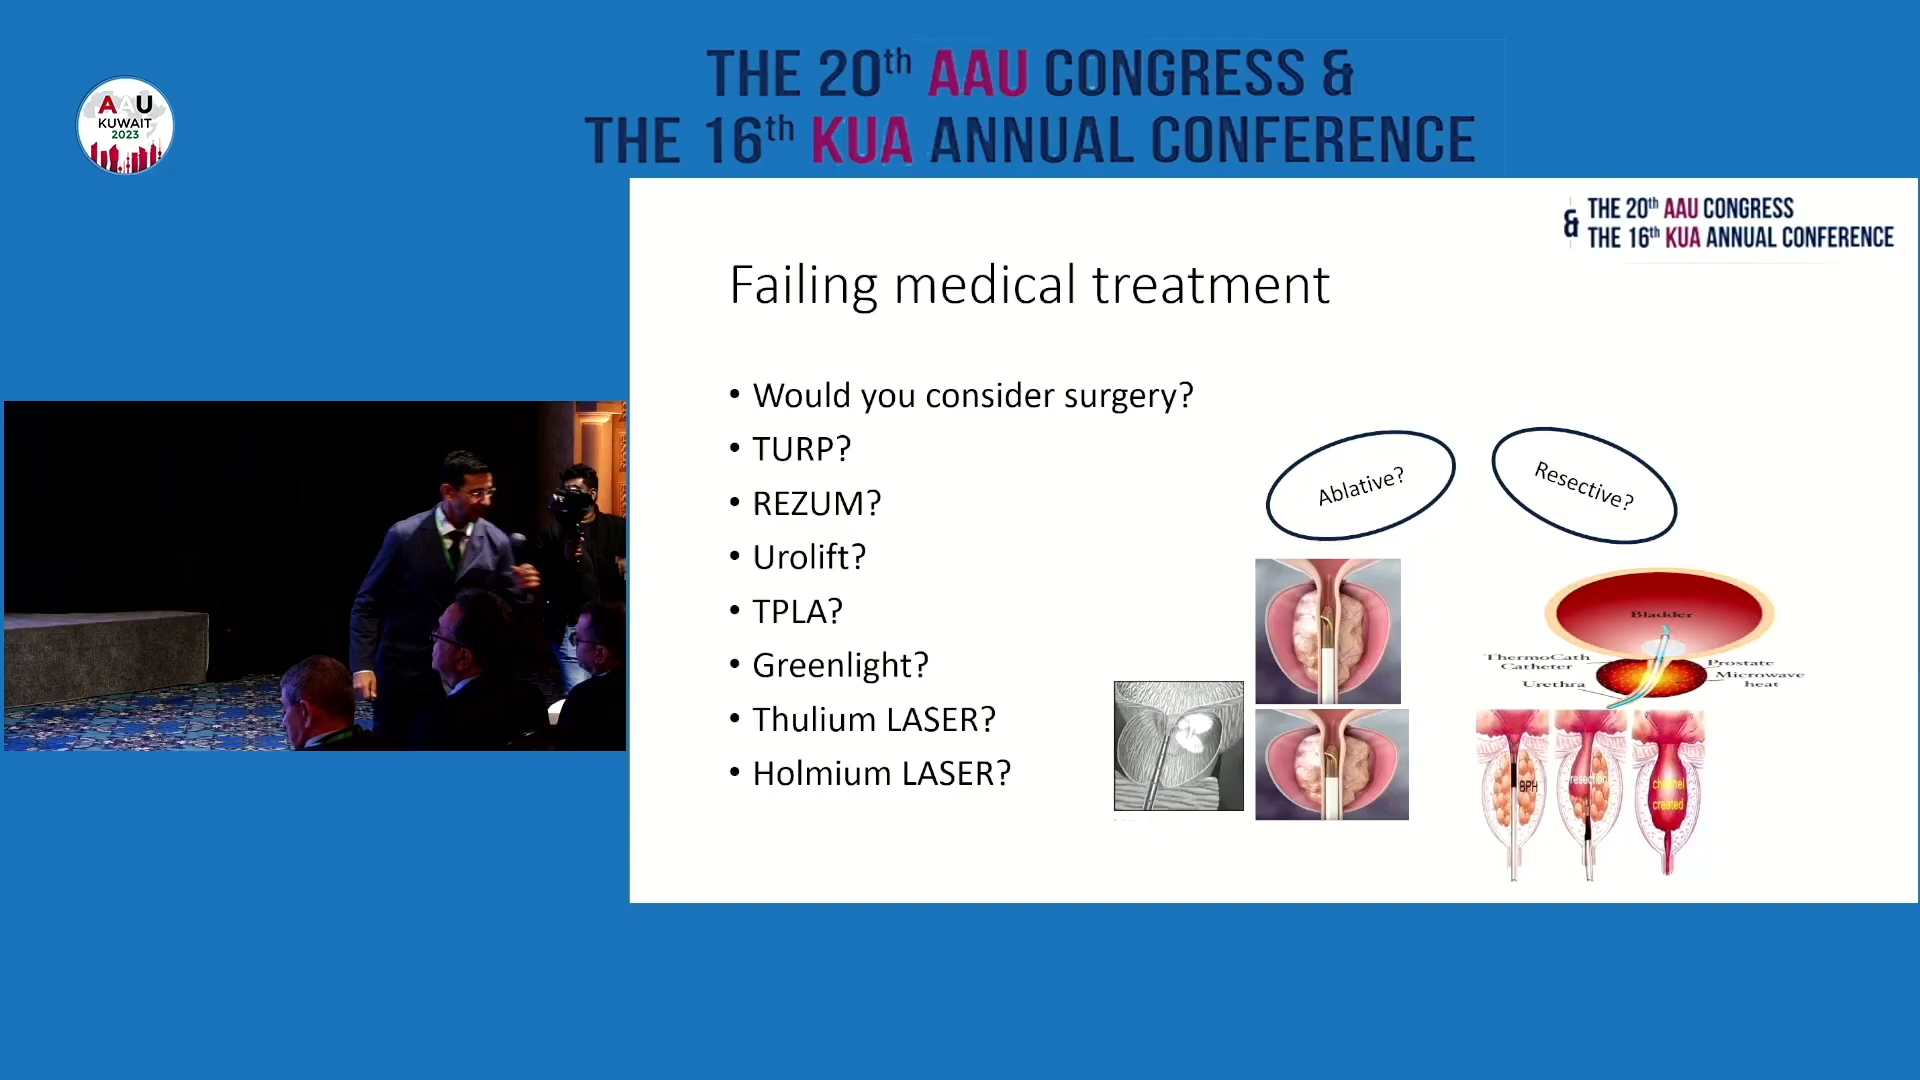 THE 20th AAU CONGRESS &
THE 16th KUA ANNUAL CONFERENCE
AAU
KUWAIT
2023
& THE 20th AAU CONGRESS
THE 16th KUA ANNUAL CONFERENCE
Failing medical treatment
• Would you consider surgery?
• TURP?
• REZUM?
• Urolift?
• TPLA?
• Greenlight?
• Thulium LASER?
• Holmium LASER?
Ablative?
Resective?
Bladder
ThermoCath
Catheter
Urethra
Prostate
Microwave
heat
BPH
resection
channel
created